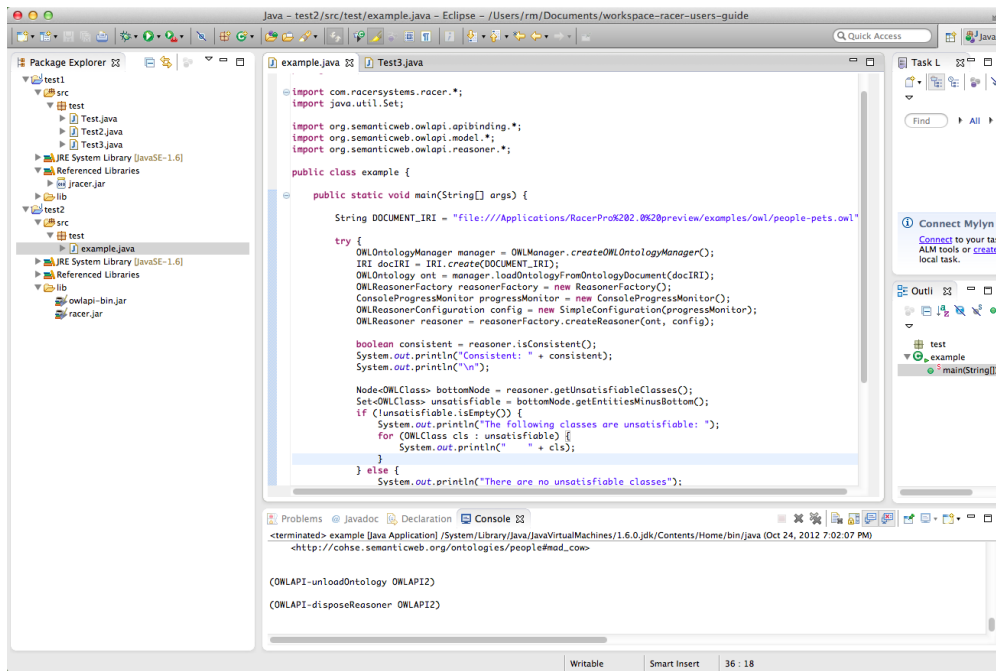 Java - test2/src/test/example.java - Eclipse - /Users/rm/Documents/workspace-racer-users-guide
Quick Access
Java
Package Explorer
test1
src
test
Test.java
Test2.java
Test3.java
JRE System Library [JavaSE-1.6]
Referenced Libraries
jracer.jar
lib
test2
src
test
example.java
JRE System Library [JavaSE-1.6]
Referenced Libraries
lib
owlapi-bin.jar
racer.jar
example.java
Test3.java
import com.racersystems.racer.*;
import java.util.Set;
import org.semanticweb.owlapi.apibinding.*;
import org.semanticweb.owlapi.model.*;
import org.semanticweb.owlapi.reasoner.*;
public class example {
public static void main(String[] args) {
String DOCUMENT_IRI = "file:///Applications/RacerPro%202.0%20preview/examples/owl/people-pets.owl"
try {
OWLOntologyManager manager = OWLManager.createOWLOntologyManager();
IRI docIRI = IRI.create(DOCUMENT_IRI);
OWLOntology ont = manager.loadOntologyFromOntologyDocument(docIRI);
OWLReasonerFactory reasonerFactory = new ReasonerFactory();
ConsoleProgressMonitor progressMonitor = new ConsoleProgressMonitor();
OWLReasonerConfiguration config = new SimpleConfiguration(progressMonitor);
OWLReasoner reasoner = reasonerFactory.createReasoner(ont, config);
boolean consistent = reasoner.isConsistent();
System.out.println("Consistent: " + consistent);
System.out.println("\n");
Node<OWLClass> bottomNode = reasoner.getUnsatisfiableClasses();
Set<OWLClass> unsatisfiable = bottomNode.getEntitiesMinusBottom();
if (!unsatisfiable.isEmpty()) {
System.out.println("The following classes are unsatisfiable: ");
for (OWLClass cls : unsatisfiable) {
System.out.println("    " + cls);
}
} else {
System.out.println("There are no unsatisfiable classes");
Task L
Find
All
Connect Mylyn
Connect to your tas
ALM tools or create
local task.
Outli
test
example
main(String[])
Problems
@ Javadoc
Declaration
Console
<terminated> example [Java Application] /System/Library/Java/JavaVirtualMachines/1.6.0.jdk/Contents/Home/bin/java (Oct 24, 2012 7:02:07 PM)
<http://cohse.semanticweb.org/ontologies/people#mad_cow>
(OWLAPI-unloadOntology OWLAPI2)
(OWLAPI-disposeReasoner OWLAPI2)
Writable
Smart Insert
36 : 18